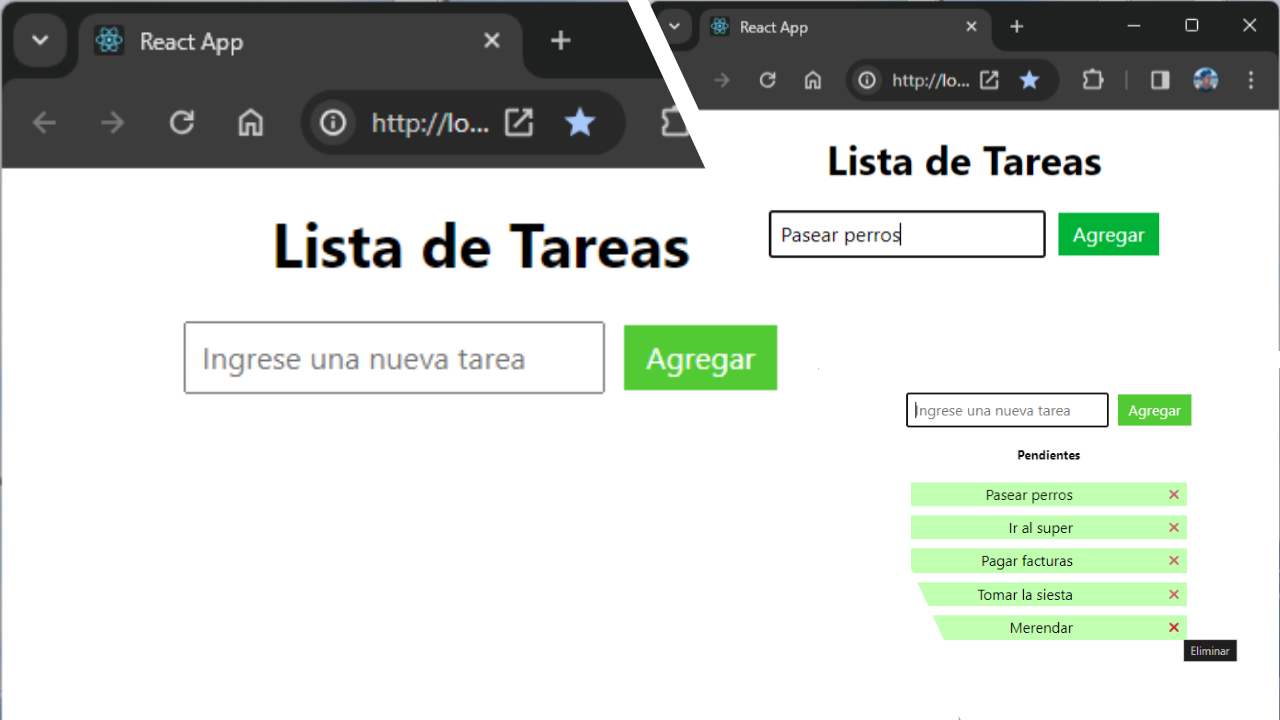 React App
http://lo...
Lista de Tareas
Ingrese una nueva tarea
Agregar
React App
http://lo...
Lista de Tareas
Pasear perros
Agregar
Ingrese una nueva tarea
Agregar
Pendientes
Pasear perros
Ir al super
Pagar facturas
Tomar la siesta
Merendar
Eliminar